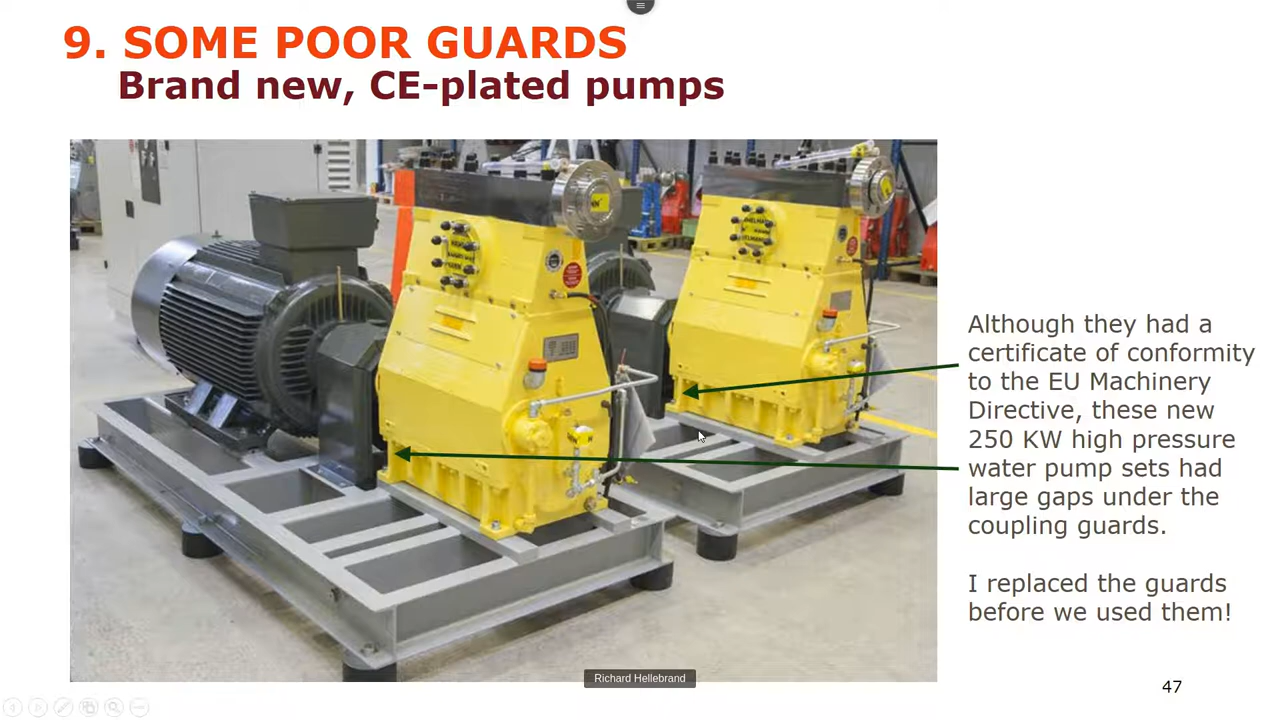 9. SOME POOR GUARDS
Brand new, CE-plated pumps
Although they had a
certificate of conformity
to the EU Machinery
Directive, these new
250 KW high pressure
water pump sets had
large gaps under the
coupling guards.
I replaced the guards
before we used them!
Richard Hellebrand
47